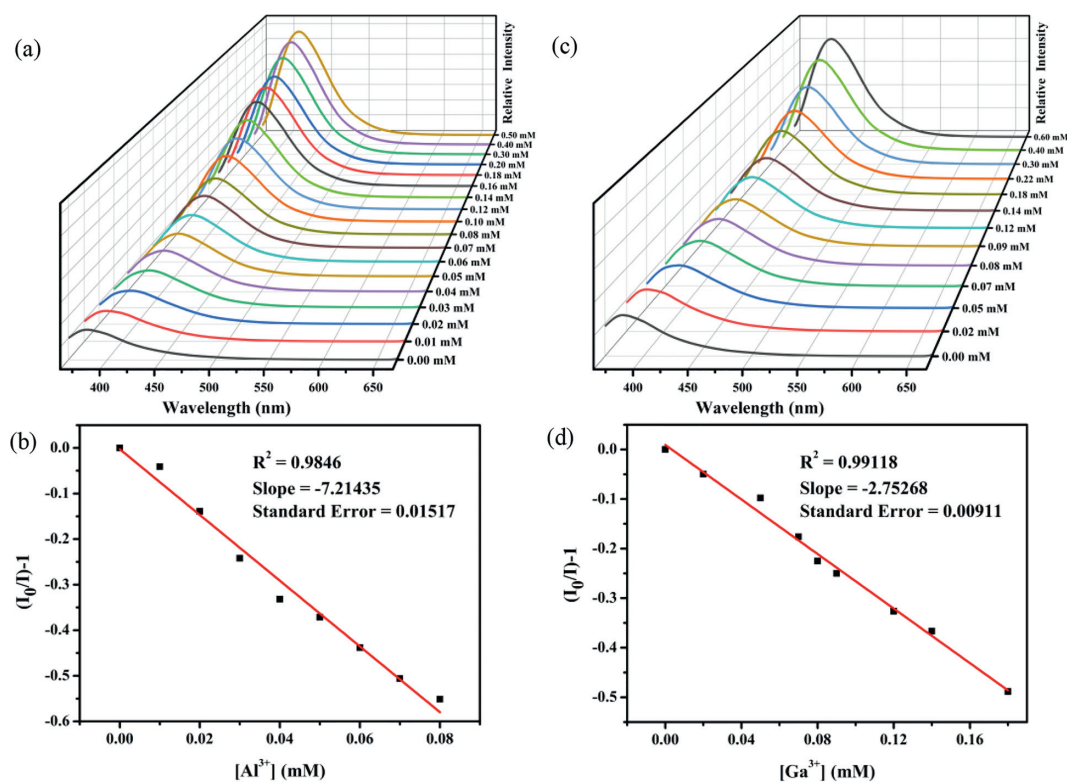 (a)
Relative Intensity
0.50 mM
0.40 mM
0.30 mM
0.20 mM
0.18 mM
0.16 mM
0.14 mM
0.12 mM
0.10 mM
0.08 mM
0.07 mM
0.06 mM
0.05 mM
0.04 mM
0.03 mM
0.02 mM
0.01 mM
0.00 mM
400 450 500 550 600 650
Wavelength (nm)
(c)
Relative Intensity
0.60 mM
0.40 mM
0.30 mM
0.22 mM
0.18 mM
0.14 mM
0.12 mM
0.09 mM
0.08 mM
0.07 mM
0.05 mM
0.02 mM
0.00 mM
400 450 500 550 600 650
Wavelength (nm)
(b)
R² = 0.9846
Slope = -7.21435
Standard Error = 0.01517
(I₀/I)-1
0.0
-0.1
-0.2
-0.3
-0.4
-0.5
-0.6
0.00 0.02 0.04 0.06 0.08
[Al³⁺] (mM)
(d)
R² = 0.99118
Slope = -2.75268
Standard Error = 0.00911
(I₀/I)-1
0.0
-0.1
-0.2
-0.3
-0.4
-0.5
0.00 0.04 0.08 0.12 0.16
[Ga³⁺] (mM)